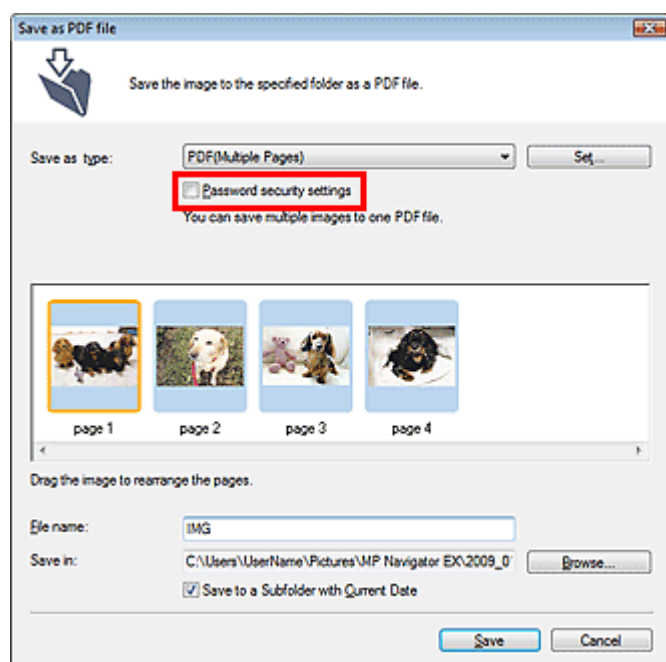 Save as PDF file
Save the image to the specified folder as a PDF file.
Save as type: PDF(Multiple Pages) Set...
Password security settings
You can save multiple images to one PDF file.
page 1 page 2 page 3 page 4
Drag the image to rearrange the pages.
File name: IMG
Save in: C:\Users\UserName\Pictures\MP Navigator EX\2009_0 Browse...
Save to a Subfolder with Current Date
Save Cancel